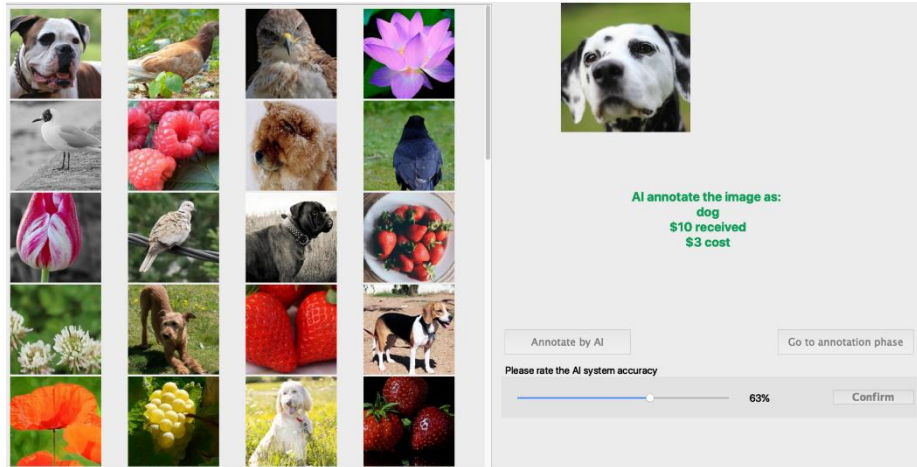 AI annotate the image as:
dog
$10 received
$3 cost
Annotate by AI
Go to annotation phase
Please rate the AI system accuracy
63%
Confirm